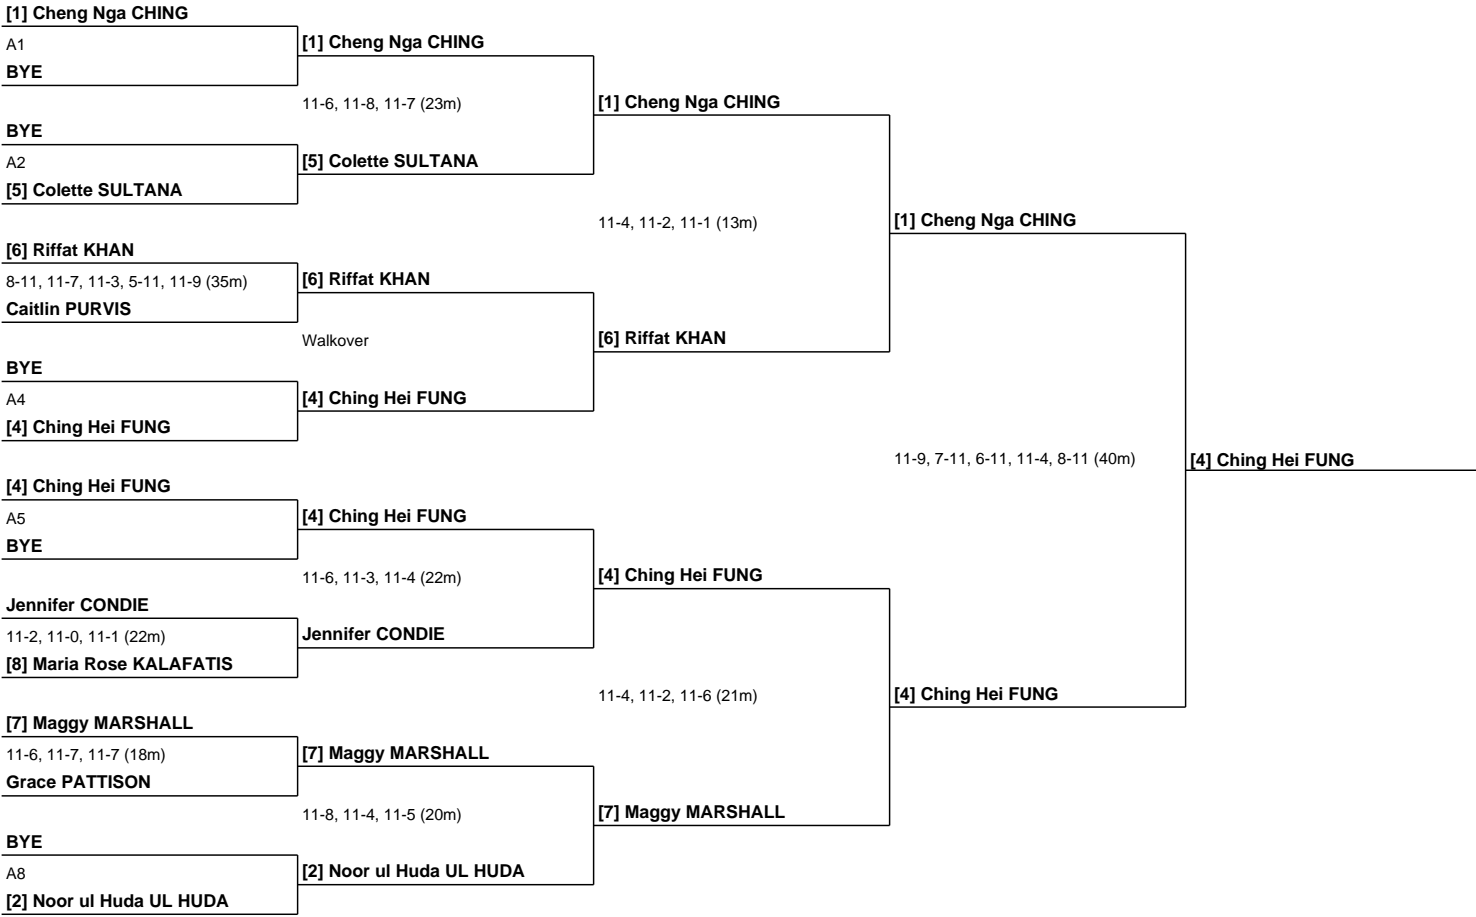 [1] Cheng Nga CHING
A1
BYE
BYE
A2
[5] Colette SULTANA
[6] Riffat KHAN
8-11, 11-7, 11-3, 5-11, 11-9 (35m)
Caitlin PURVIS
BYE
A4
[4] Ching Hei FUNG
[4] Ching Hei FUNG
A5
BYE
Jennifer CONDIE
11-2, 11-0, 11-1 (22m)
[8] Maria Rose KALAFATIS
[7] Maggy MARSHALL
11-6, 11-7, 11-7 (18m)
Grace PATTISON
BYE
A8
[2] Noor ul Huda UL HUDA
[1] Cheng Nga CHING
11-6, 11-8, 11-7 (23m)
[5] Colette SULTANA
[6] Riffat KHAN
Walkover
[4] Ching Hei FUNG
[4] Ching Hei FUNG
11-6, 11-3, 11-4 (22m)
Jennifer CONDIE
[7] Maggy MARSHALL
11-8, 11-4, 11-5 (20m)
[2] Noor ul Huda UL HUDA
[1] Cheng Nga CHING
11-4, 11-2, 11-1 (13m)
[6] Riffat KHAN
[4] Ching Hei FUNG
11-4, 11-2, 11-6 (21m)
[7] Maggy MARSHALL
[1] Cheng Nga CHING
11-9, 7-11, 6-11, 11-4, 8-11 (40m)
[4] Ching Hei FUNG
[4] Ching Hei FUNG